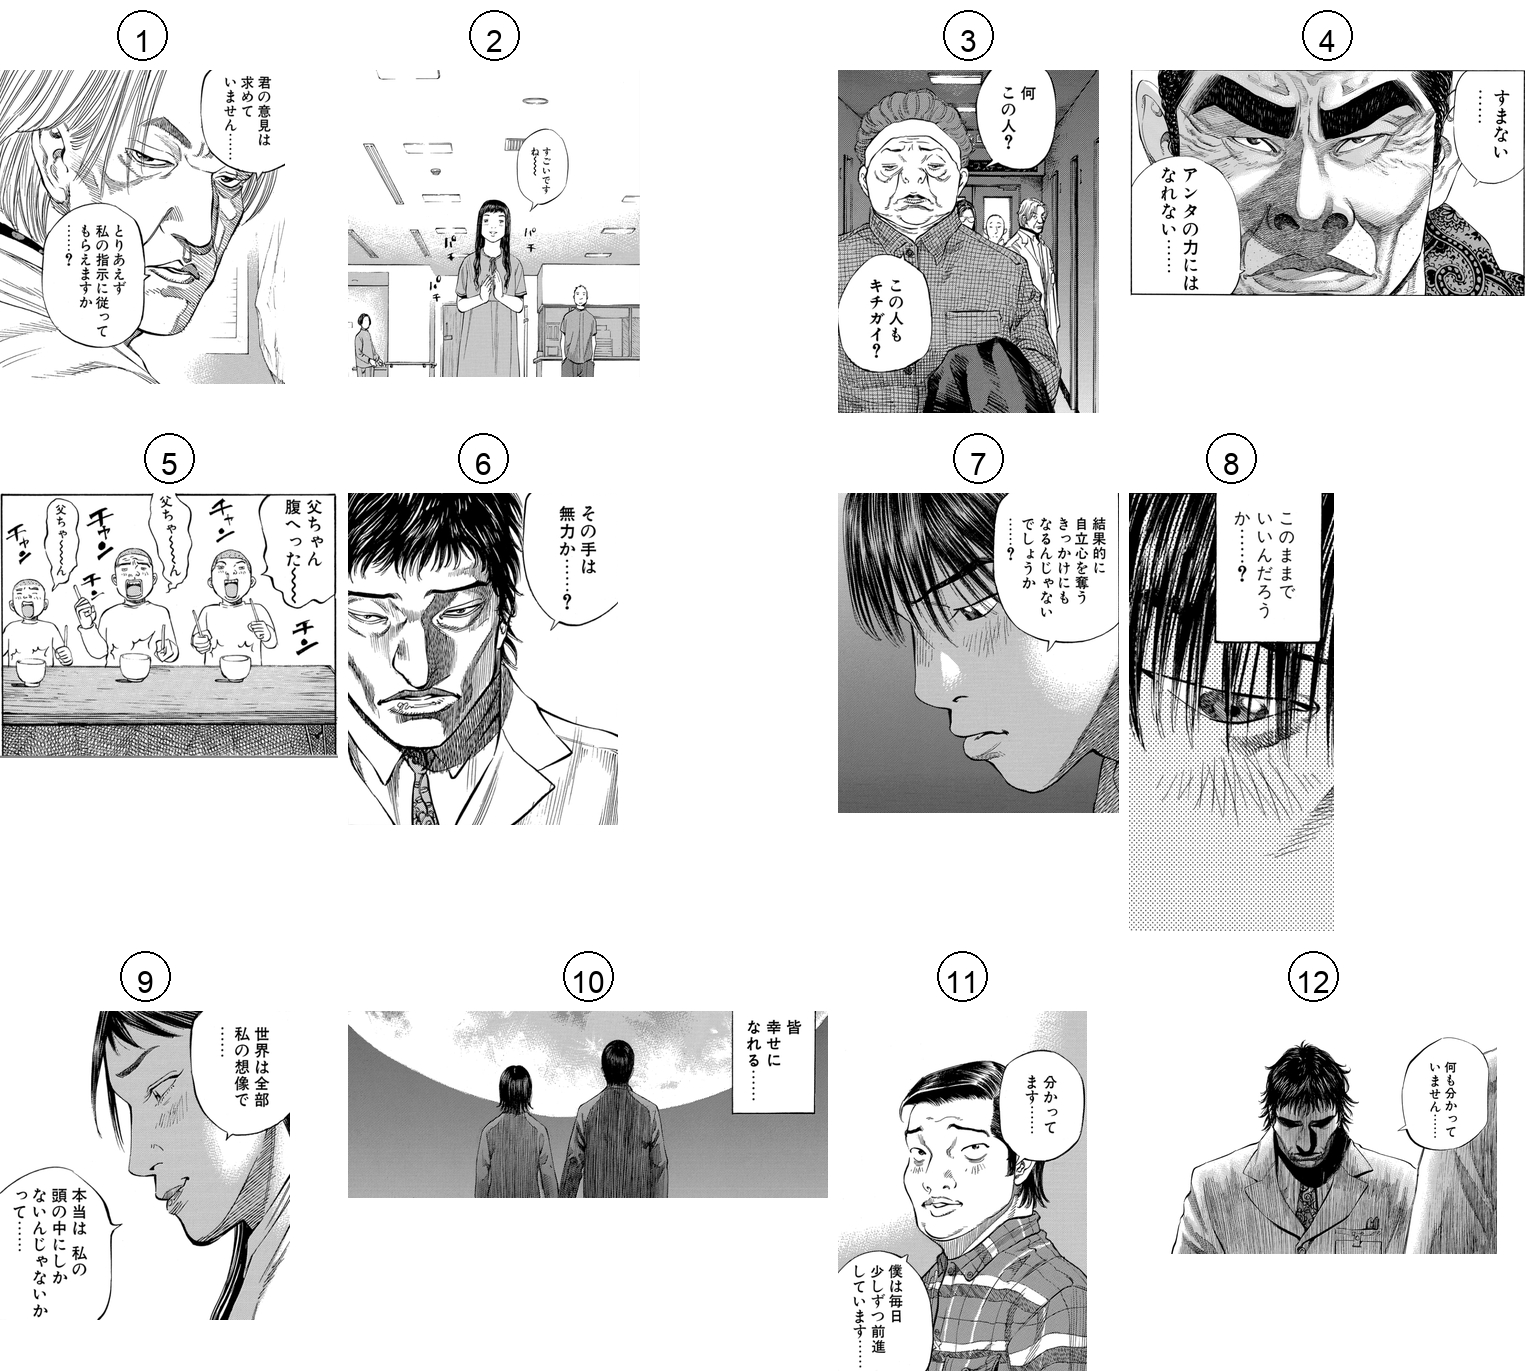 1
君の意見は
求めて
いません……
とりあえず
私の指示に従って
もらえますか
……?
2
すごいです
ね〜〜〜
パチ
パチ
パチ
3
何
この人?
この人も
キチガイ?
4
すまない
……
アンタの力には
なれない……
5
父ちゃん
腹へった〜〜〜
父ちゃ〜〜〜ん
父ちゃ〜〜ん
チャン
チャン
チャン
チン
チン
6
その手は
無力か……?
7
結果的に
自立心を奪う
きっかけにも
なるんじゃない
でしょうか
……?
8
このままで
いいんだろう
か……?
9
世界は全部
私の想像で
……
本当は 私の
頭の中にしか
ないんじゃないか
って……
10
皆
幸せに
なれる……
11
分かって
ます……
僕は毎日
少しずつ前進
しています……
12
何も分かって
いません……